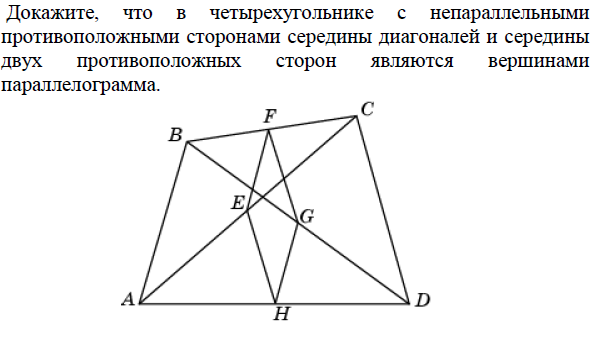 Докажите, что в четырехугольнике с непараллельными
противоположными сторонами середины диагоналей и середины
двух противоположных сторон являются вершинами
параллелограмма.
F
C
B
E
G
A
H
D